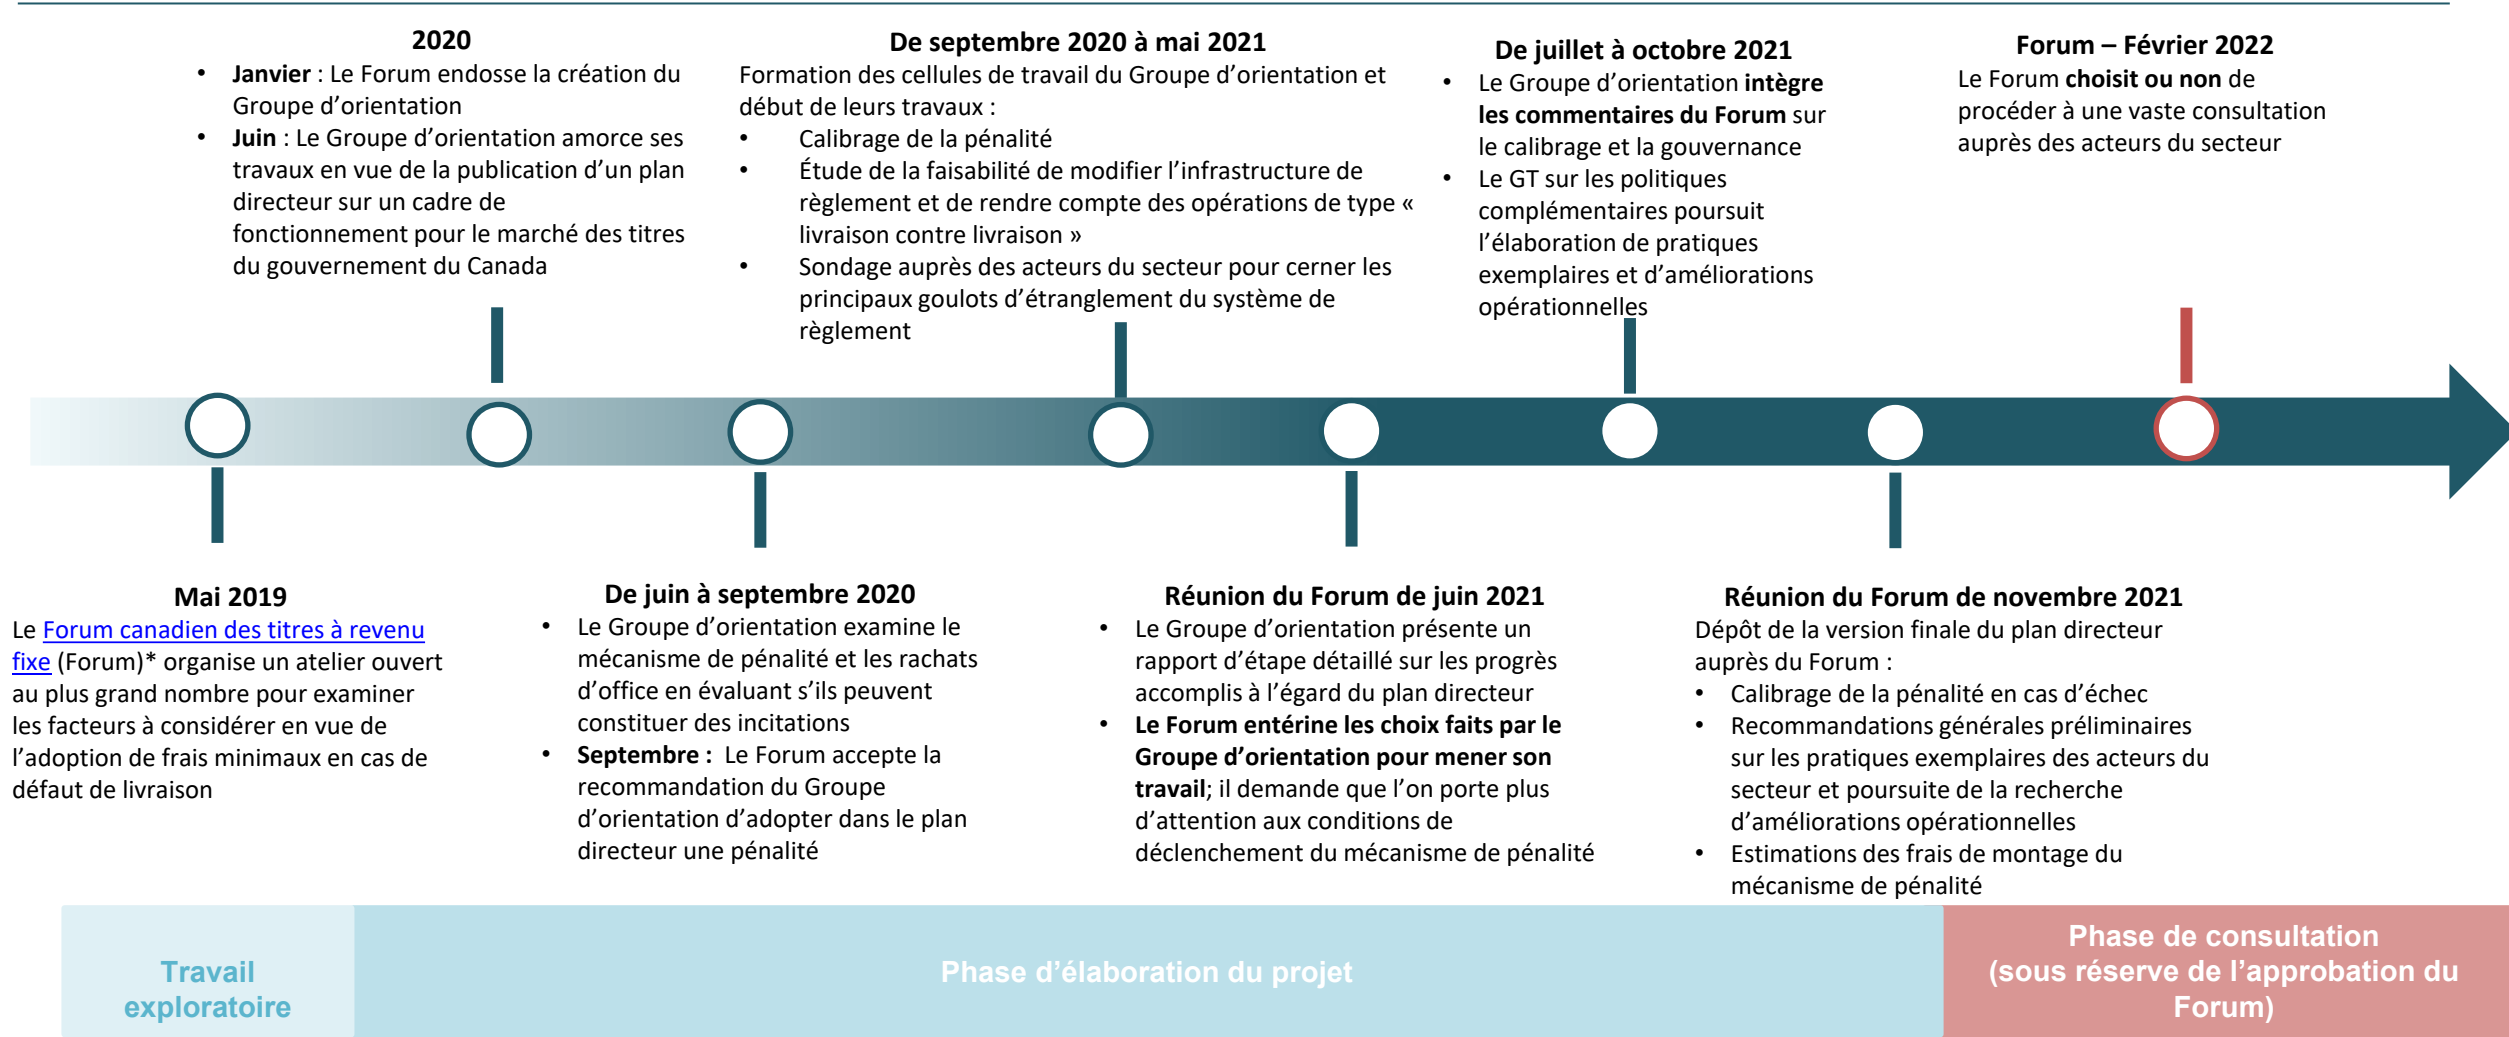 2020
• Janvier : Le Forum endosse la création du
Groupe d’orientation
• Juin : Le Groupe d’orientation amorce ses
travaux en vue de la publication d’un plan
directeur sur un cadre de
fonctionnement pour le marché des titres
du gouvernement du Canada
De septembre 2020 à mai 2021
Formation des cellules de travail du Groupe d’orientation et
début de leurs travaux :
• Calibrage de la pénalité
• Étude de la faisabilité de modifier l’infrastructure de
règlement et de rendre compte des opérations de type «
livraison contre livraison »
• Sondage auprès des acteurs du secteur pour cerner les
principaux goulots d’étranglement du système de
règlement
De juillet à octobre 2021
• Le Groupe d’orientation intègre
les commentaires du Forum sur
le calibrage et la gouvernance
• Le GT sur les politiques
complémentaires poursuit
l’élaboration de pratiques
exemplaires et d’améliorations
opérationnelles
Forum – Février 2022
Le Forum choisit ou non de
procéder à une vaste consultation
auprès des acteurs du secteur
Mai 2019
Le Forum canadien des titres à revenu
fixe (Forum)* organise un atelier ouvert
au plus grand nombre pour examiner
les facteurs à considérer en vue de
l’adoption de frais minimaux en cas de
défaut de livraison
De juin à septembre 2020
• Le Groupe d’orientation examine le
mécanisme de pénalité et les rachats
d’office en évaluant s’ils peuvent
constituer des incitations
• Septembre : Le Forum accepte la
recommandation du Groupe
d’orientation d’adopter dans le plan
directeur une pénalité
Réunion du Forum de juin 2021
• Le Groupe d’orientation présente un
rapport d’étape détaillé sur les progrès
accomplis à l’égard du plan directeur
• Le Forum entérine les choix faits par le
Groupe d’orientation pour mener son
travail; il demande que l’on porte plus
d’attention aux conditions de
déclenchement du mécanisme de pénalité
Réunion du Forum de novembre 2021
Dépôt de la version finale du plan directeur
auprès du Forum :
• Calibrage de la pénalité en cas d’échec
• Recommandations générales préliminaires
sur les pratiques exemplaires des acteurs du
secteur et poursuite de la recherche
d’améliorations opérationnelles
• Estimations des frais de montage du
mécanisme de pénalité
Travail
exploratoire
Phase d’élaboration du projet
Phase de consultation
(sous réserve de l’approbation du
Forum)